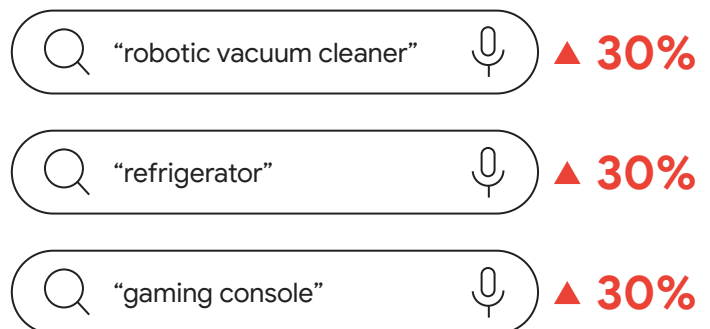 “robotic vacuum cleaner” ▲ 30%
“refrigerator” ▲ 30%
“gaming console” ▲ 30%